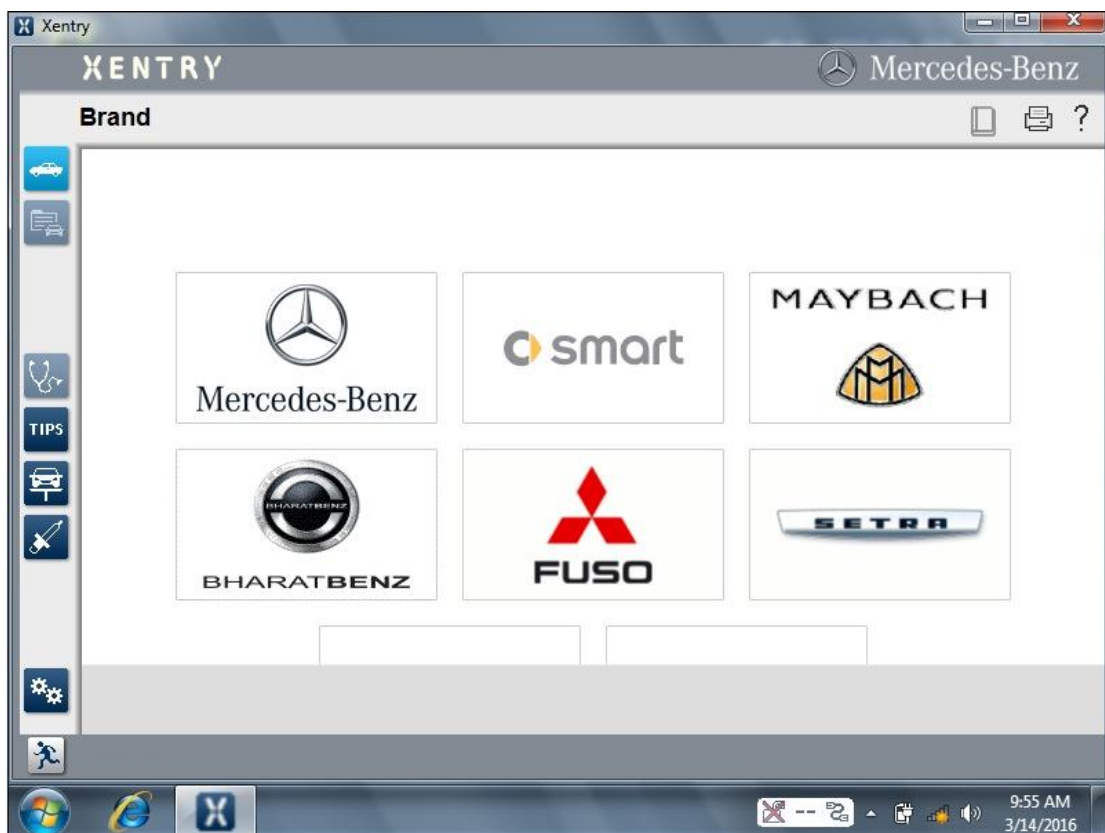 Xentry
XENTRY
Mercedes-Benz
Brand
?
Mercedes-Benz
smart
MAYBACH
TIPS
BHARATBENZ
BHARATBENZ
FUSO
SETRA
--
9:55 AM
3/14/2016